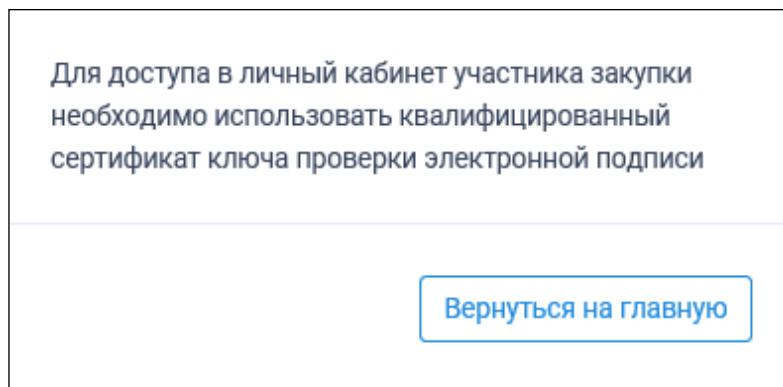 Для доступа в личный кабинет участника закупки
необходимо использовать квалифицированный
сертификат ключа проверки электронной подписи
Вернуться на главную